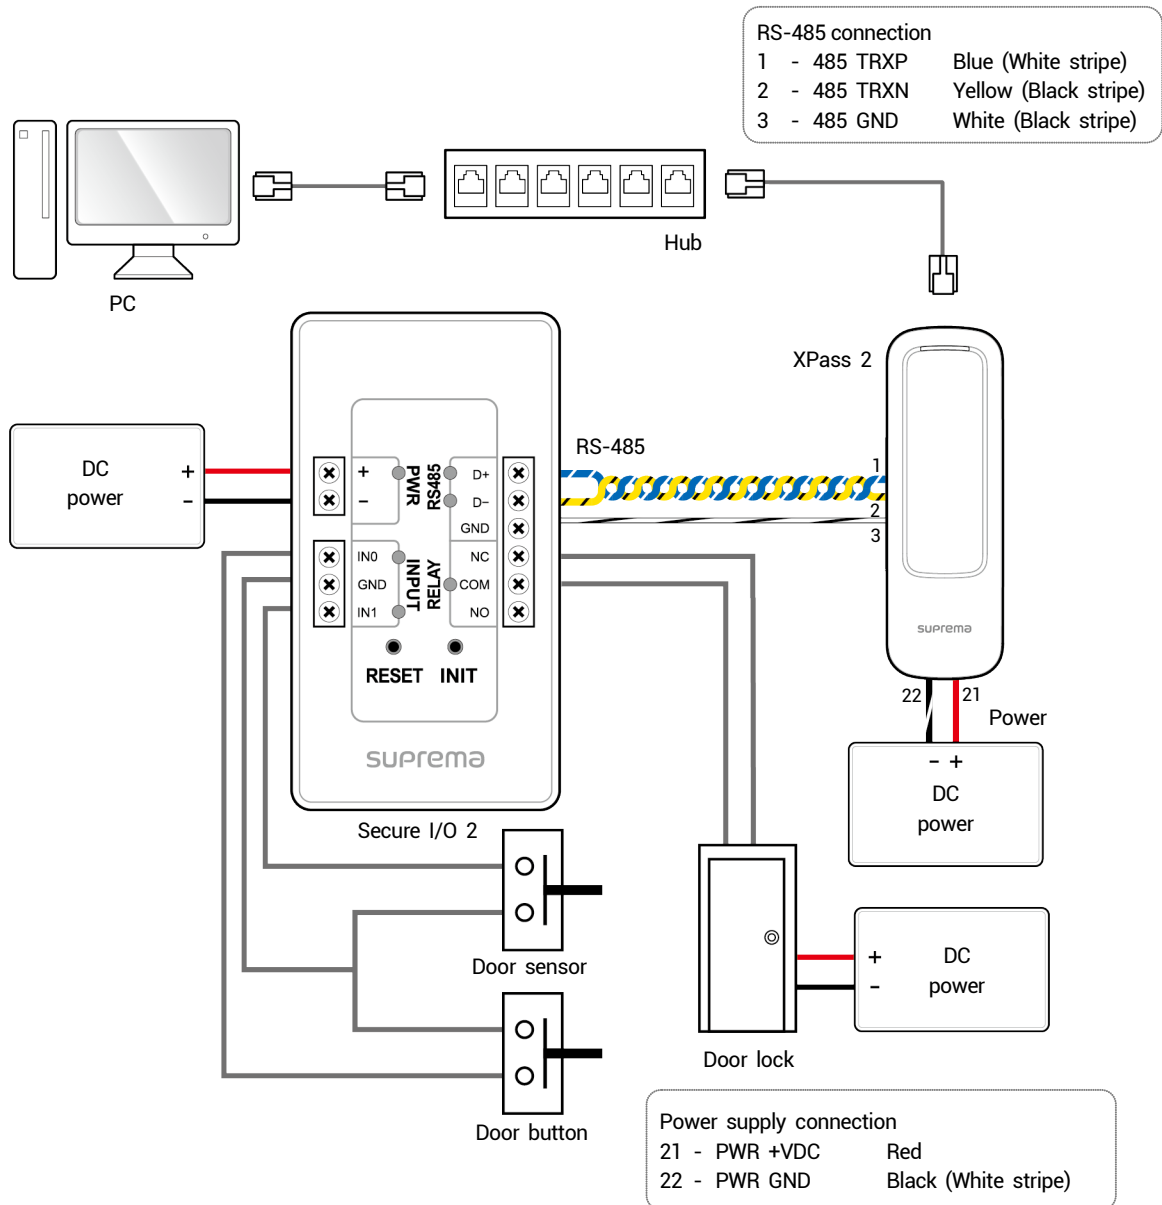 RS-485 connection
1 - 485 TRXP Blue (White stripe)
2 - 485 TRXN Yellow (Black stripe)
3 - 485 GND White (Black stripe)
Hub
PC
XPass 2
RS-485
DC
power
+
-
+
-
PWR
RS485
D+
D-
GND
IN0
GND
IN1
INPUT
RELAY
NC
COM
NO
RESET INIT
suprema
Secure I/O 2
1
2
3
suprema
22
21
Power
- +
DC
power
Door sensor
Door button
Door lock
+
-
DC
power
Power supply connection
21 - PWR +VDC Red
22 - PWR GND Black (White stripe)